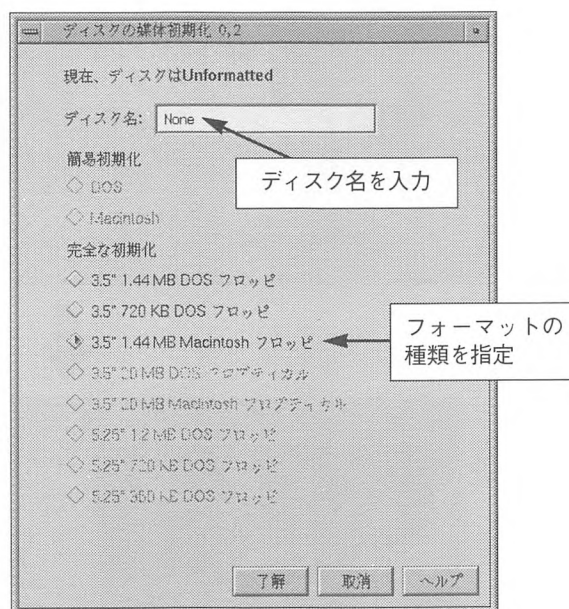 ディスクの媒体初期化 0,2
現在、ディスクはUnformatted
ディスク名: None
ディスク名を入力
簡易初期化
DOS
Macintosh
完全な初期化
3.5" 1.44 MB DOS フロッピ
3.5" 720 KB DOS フロッピ
3.5" 1.44 MB Macintosh フロッピ
フォーマットの
種類を指定
3.5" 20 MB DOS フロプティカル
3.5" 20 MB Macintosh フロプティカル
5.25" 1.2 MB DOS フロッピ
5.25" 720 KB DOS フロッピ
5.25" 360 KB DOS フロッピ
了解 取消 ヘルプ